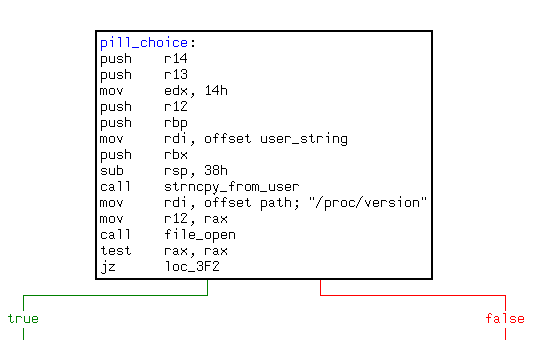 pill_choice:
push r14
push r13
mov edx, 14h
push r12
push rbp
mov rdi, offset user_string
push rbx
sub rsp, 38h
call strncpy_from_user
mov rdi, offset path; "/proc/version"
mov r12, rax
call file_open
test rax, rax
jz loc_3F2
true false